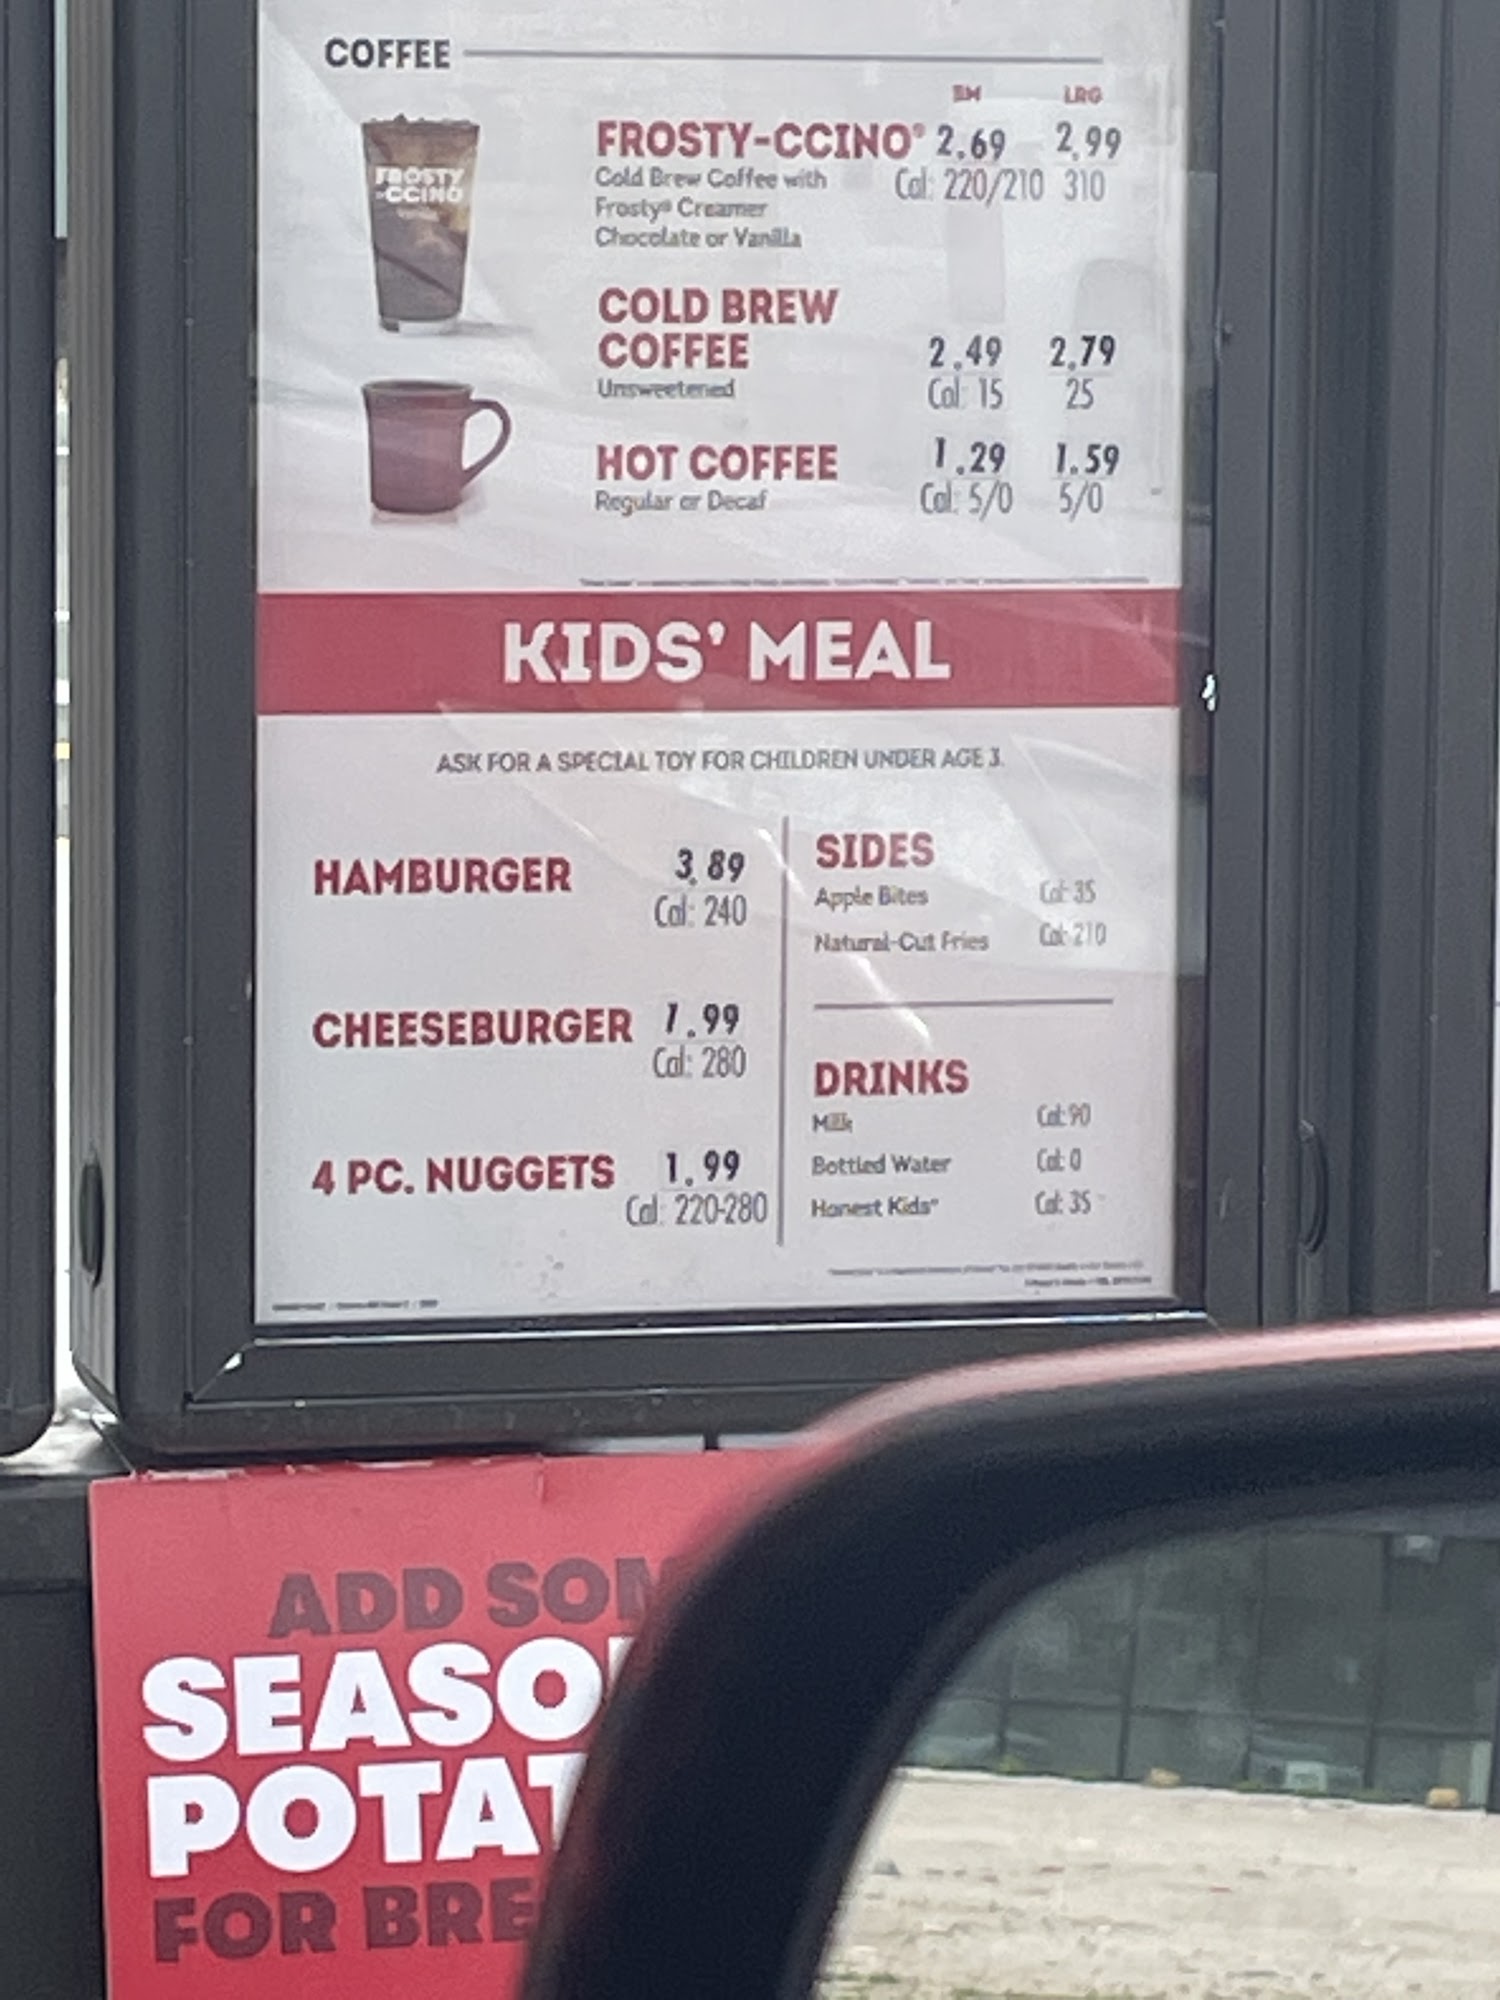 COFFEE
SM LRG
FROSTY-CCINO® 2.69 2.99
Cold Brew Coffee with Cal: 220/210 310
Frosty® Creamer
Chocolate or Vanilla
FROSTY
-CCINO
COLD BREW
COFFEE 2.49 2.79
Unsweetened Cal: 15 25
HOT COFFEE 1.29 1.59
Regular or Decaf Cal: 5/0 5/0
KIDS' MEAL
ASK FOR A SPECIAL TOY FOR CHILDREN UNDER AGE 3.
HAMBURGER 3.89
Cal: 240
CHEESEBURGER 1.99
Cal: 280
4 PC. NUGGETS 1.99
Cal: 220-280
SIDES
Apple Bites Cal: 35
Natural-Cut Fries Cal: 210
DRINKS
Milk Cal: 90
Bottled Water Cal: 0
Honest Kids® Cal: 35
ADD
SEASO
POTAT
FOR BRE